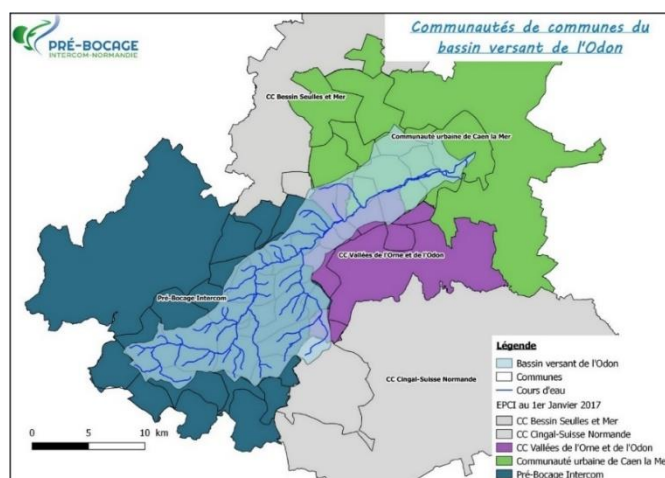 PRÉ-BOCAGE
INTERCOM-NORMANDIE
Communautés de communes du
bassin versant de l'Odon
CC Bessin Seulles et Mer
Communauté urbaine de Caen la Mer
CC Vallées de l'Orne et de l'Odon
Pré-Bocage Intercom
CC Cingal-Suisse Normande
0 5 10 km
Légende
Bassin versant de l'Odon
Communes
Cours d'eau
EPCI au 1er Janvier 2017
CC Bessin Seulles et Mer
CC Cingal-Suisse Normande
CC Vallées de l'Orne et de l'Odon
Communauté urbaine de Caen la Mer
Pré-Bocage Intercom